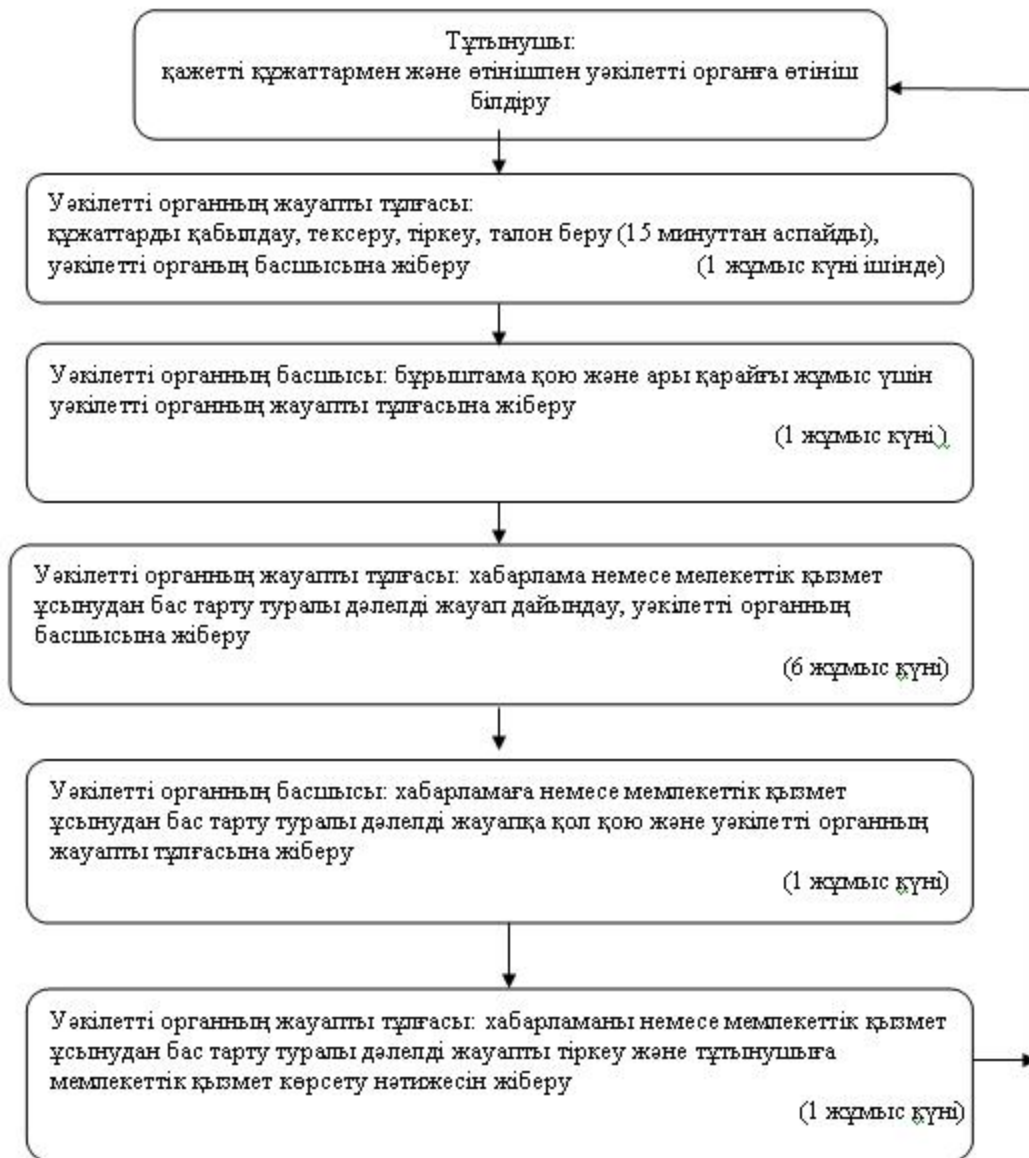 Тұтынушы:
қажетті құжаттармен және өтінішпен уәкілетті органға өтініш
білдіру
Уәкілетті органның жауапты тұлғасы:
құжаттарды қабылдау, тексеру, тіркеу, талон беру (15 минуттан аспайды),
уәкілетті органың басшысына жіберу (1 жұмыс күні ішінде)
Уәкілетті органның басшысы: бұрыштама қою және ары қарайғы жұмыс үшін
уәкілетті органның жауапты тұлғасына жіберу
(1 жұмыс күні)
Уәкілетті органның жауапты тұлғасы: хабарлама немесе мелекеттік қызмет
ұсынудан бас тарту туралы дәлелді жауап дайындау, уәкілетті органның
басшысына жіберу
(6 жұмыс күні)
Уәкілетті органның басшысы: хабарламаға немесе мемлекеттік қызмет
ұсынудан бас тарту туралы дәлелді жауапқа қол қою және уәкілетті органның
жауапты тұлғасына жіберу
(1 жұмыс күні)
Уәкілетті органның жауапты тұлғасы: хабарламаны немесе мемлекеттік қызмет
ұсынудан бас тарту туралы дәлелді жауапты тіркеу және тұтынушыға
мемлекеттік қызмет көрсету нәтижесін жіберу
(1 жұмыс күні)